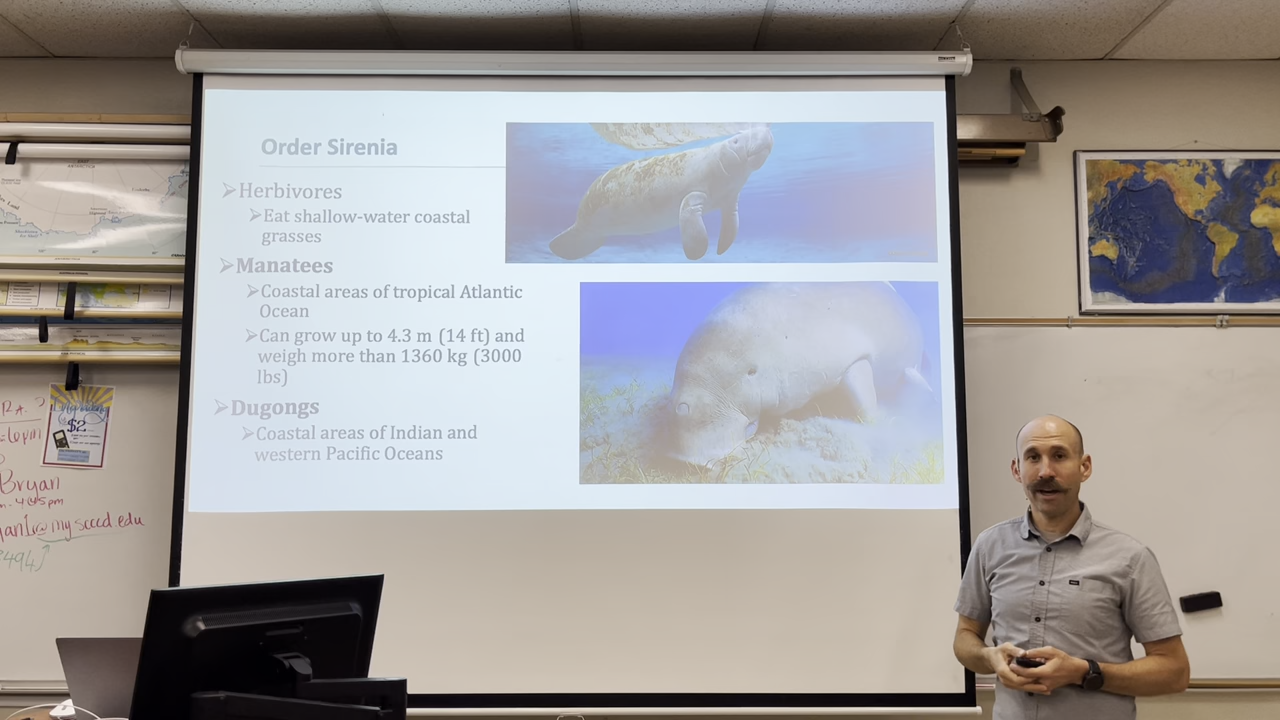 Order Sirenia
➢Herbivores
➢Eat shallow-water coastal
grasses
➢Manatees
➢Coastal areas of tropical Atlantic
Ocean
➢Can grow up to 4.3 m (14 ft) and
weigh more than 1360 kg (3000
lbs)
➢Dugongs
➢Coastal areas of Indian and
western Pacific Oceans
$2
Bryan